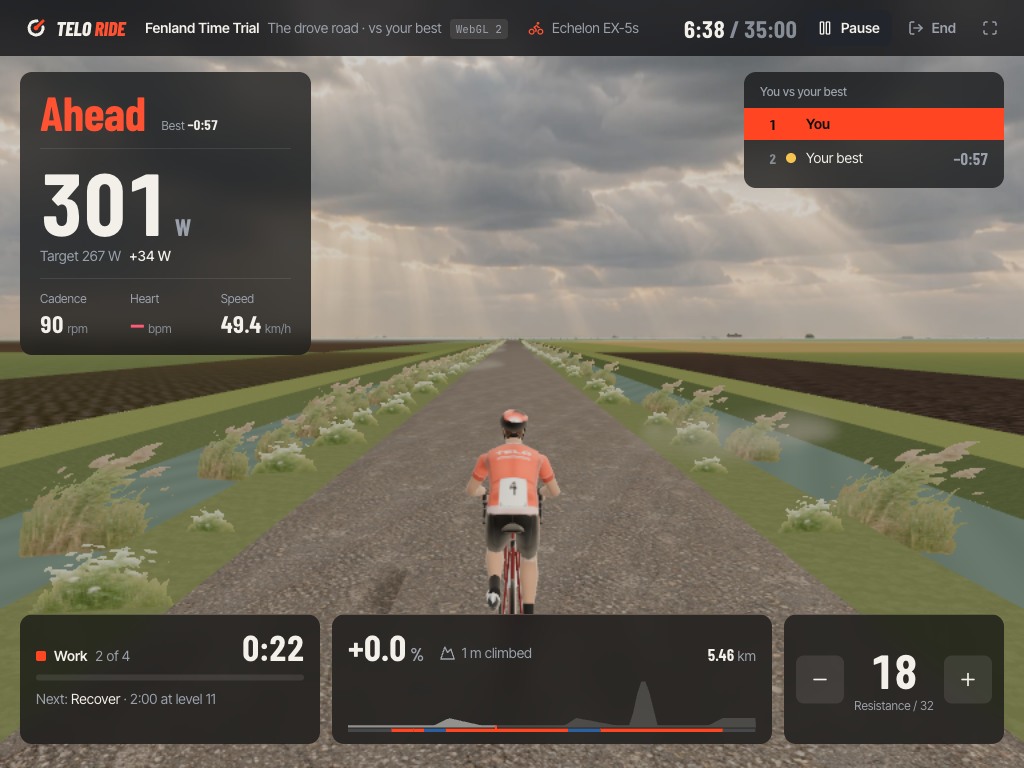 TELO RIDE Fenland Time Trial The drove road · vs your best WebGL 2 Echelon EX-5s 6:38 / 35:00 Pause End
Ahead Best −0:57
301 W
Target 267 W +34 W
Cadence Heart Speed
90 rpm – bpm 49.4 km/h
You vs your best
1 You
2 Your best −0:57
TELO
4
Work 2 of 4 0:22
Next: Recover · 2:00 at level 11
+0.0 % 1 m climbed 5.46 km
− 18 +
Resistance / 32